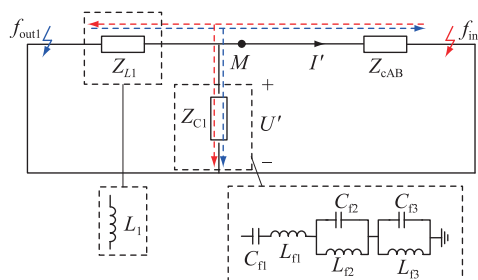 f_out1
f_in
Z_L1
M
I′
Z_cAB
+
Z_C1
U′
−
L_1
C_f2
C_f3
C_f1
L_f1
L_f2
L_f3